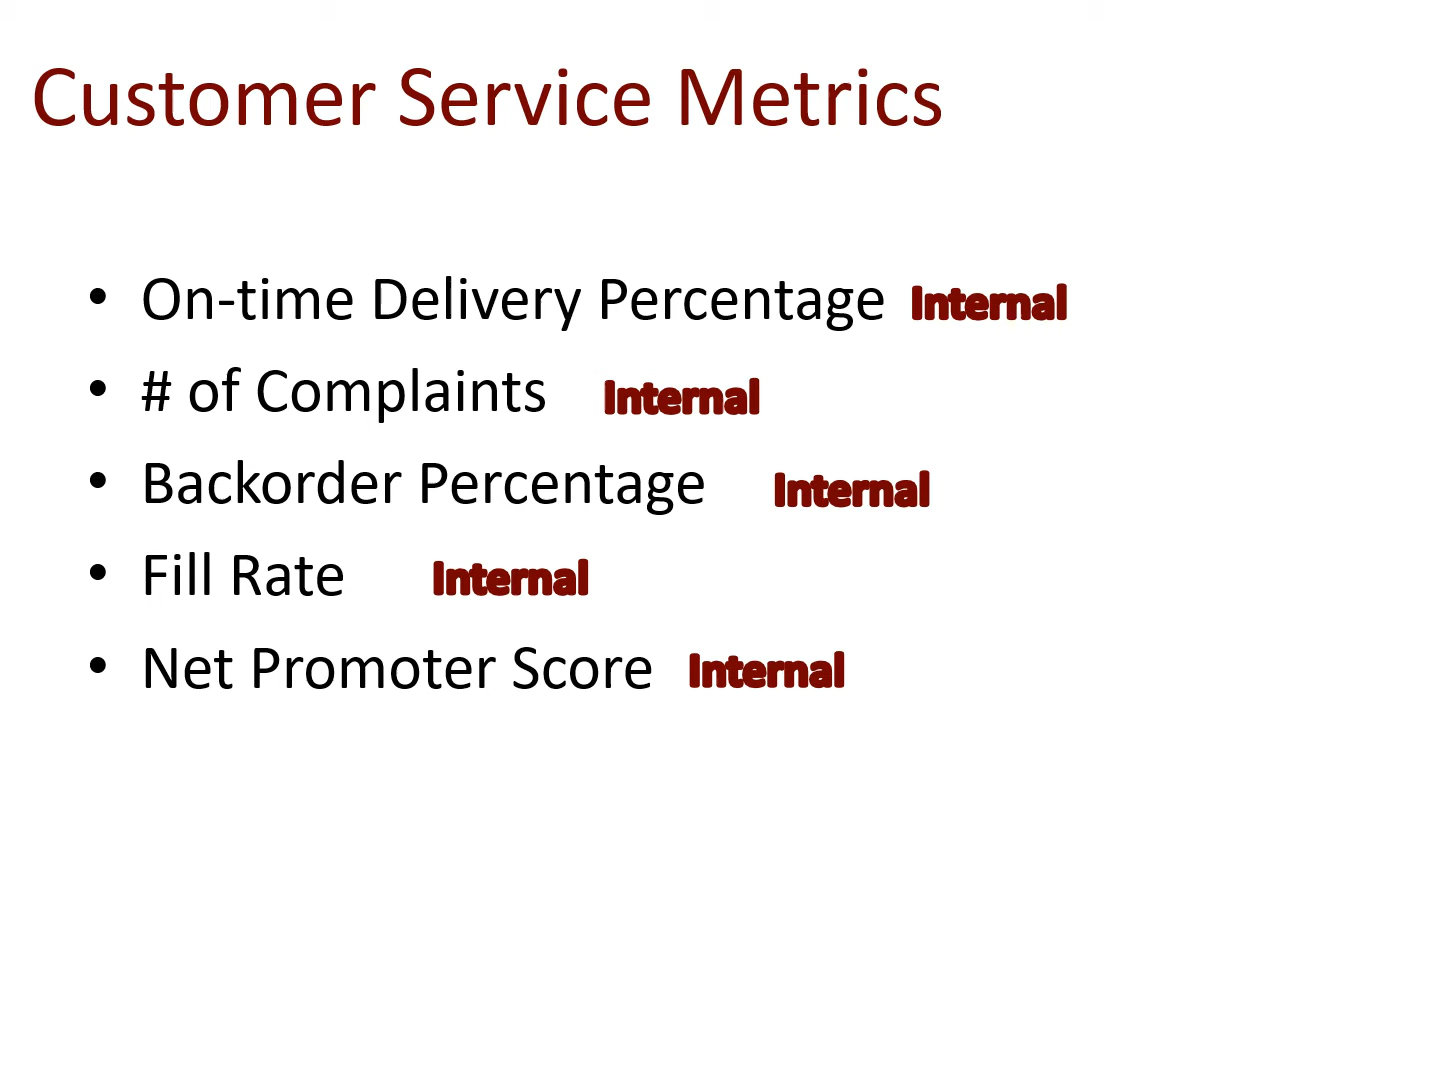 Customer Service Metrics
• On-time Delivery Percentage Internal
• # of Complaints Internal
• Backorder Percentage Internal
• Fill Rate Internal
• Net Promoter Score Internal